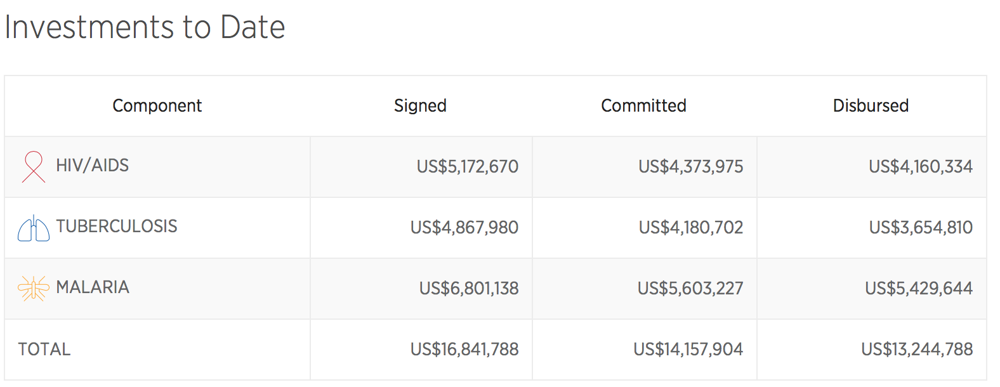 Investments to Date
Component Signed Committed Disbursed
HIV/AIDS US$5,172,670 US$4,373,975 US$4,160,334
TUBERCULOSIS US$4,867,980 US$4,180,702 US$3,654,810
MALARIA US$6,801,138 US$5,603,227 US$5,429,644
TOTAL US$16,841,788 US$14,157,904 US$13,244,788